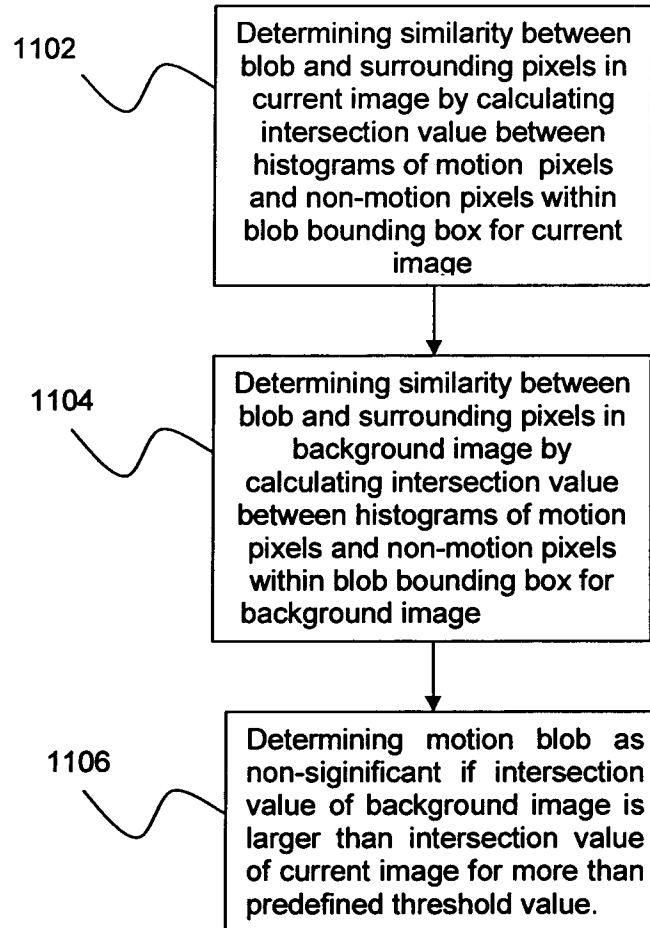 1102
Determining similarity between
blob and surrounding pixels in
current image by calculating
intersection value between
histograms of motion pixels
and non-motion pixels within
blob bounding box for current
image
1104
Determining similarity between
blob and surrounding pixels in
background image by
calculating intersection value
between histograms of motion
pixels and non-motion pixels
within blob bounding box for
background image
1106
Determining motion blob as
non-siginificant if intersection
value of background image is
larger than intersection value
of current image for more than
predefined threshold value.